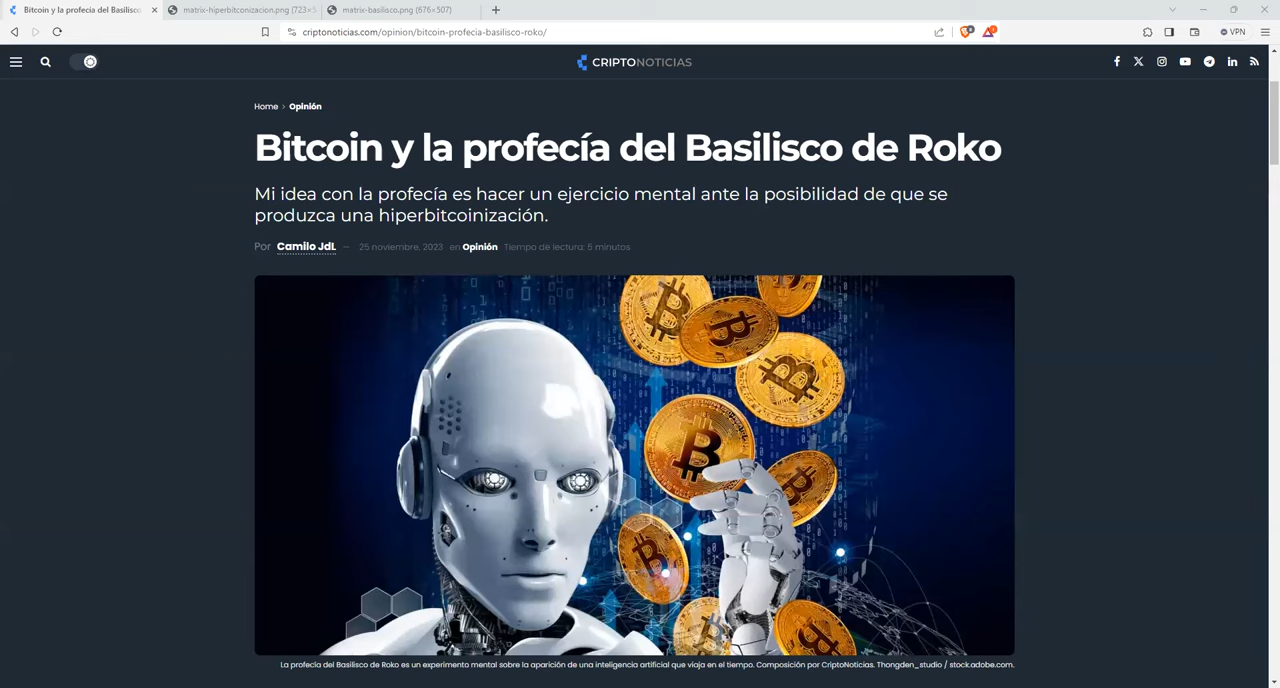 Bitcoin y la profecía del Basilisco
matrix-hiperbitconizacion.png (723×5
matrix-basilisco.png (676×507)
criptonoticias.com/opinion/bitcoin-profecia-basilisco-roko/
VPN
CRIPTONOTICIAS
Home > Opinión
Bitcoin y la profecía del Basilisco de Roko
Mi idea con la profecía es hacer un ejercicio mental ante la posibilidad de que se
produzca una hiperbitcoinización.
Por Camilo JdL — 25 noviembre, 2023 en Opinión Tiempo de lectura: 5 minutos
La profecía del Basilisco de Roko es un experimento mental sobre la aparición de una inteligencia artificial que viaja en el tiempo. Composición por CriptoNoticias. Thongden_studio / stock.adobe.com.